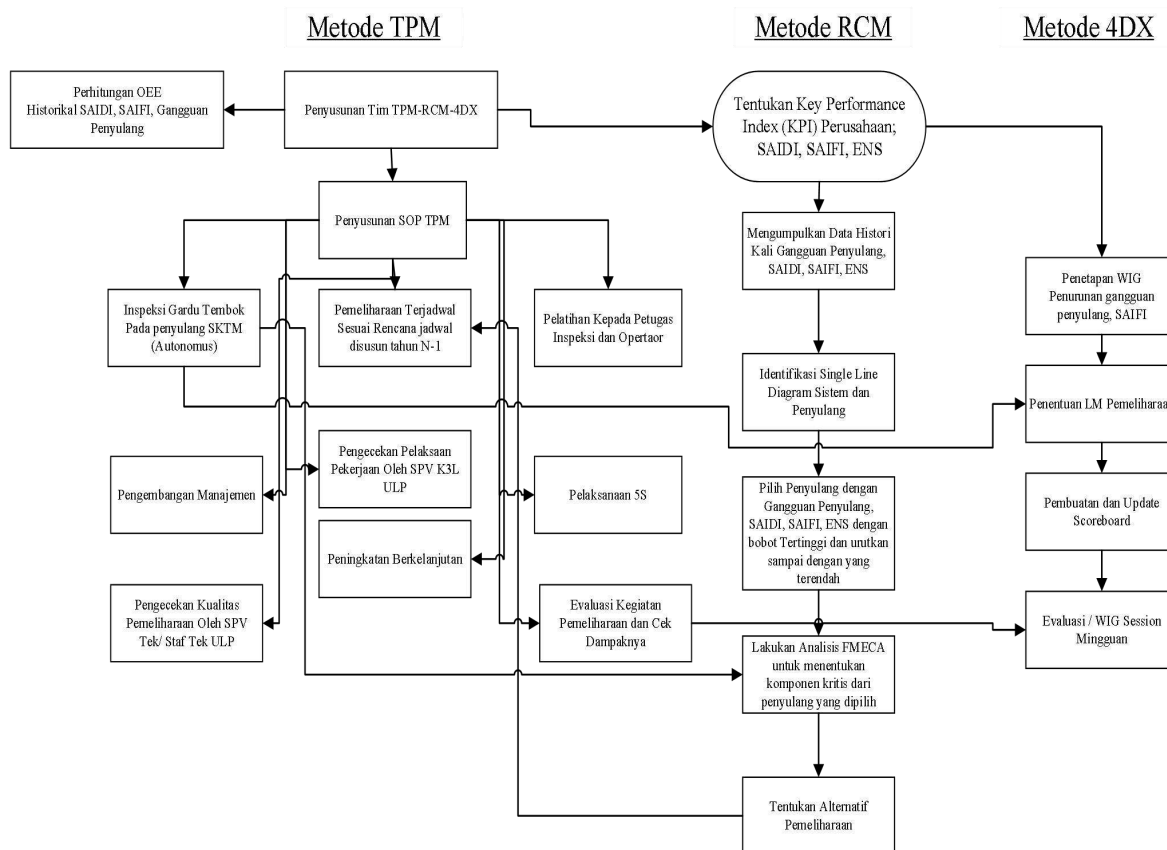 Metode TPM
Metode RCM
Metode 4DX
Perhitungan OEE
Historikal SAIDI, SAIFI, Gangguan
Penyulang
Penyusunan Tim TPM-RCM-4DX
Tentukan Key Performance
Index (KPI) Perusahaan;
SAIDI, SAIFI, ENS
Penyusunan SOP TPM
Mengumpulkan Data Histori
Kali Gangguan Penyulang,
SAIDI, SAIFI, ENS
Penetapan WIG
Penurunan gangguan
penyulang, SAIFI
Inspeksi Gardu Tembok
Pada penyulang SKTM
(Autonomus)
Pemeliharaan Terjadwal
Sesuai Rencana jadwal
disusun tahun N-1
Pelatihan Kepada Petugas
Inspeksi dan Opertaor
Identifikasi Single Line
Diagram Sistem dan
Penyulang
Penentuan LM Pemeliharaa
Pengembangan Manajemen
Pengecekan Pelaksaan
Pekerjaan Oleh SPV K3L
ULP
Pelaksanaan 5S
Pilih Penyulang dengan
Gangguan Penyulang,
SAIDI, SAIFI, ENS dengan
bobot Tertinggi dan urutkan
sampai dengan yang
terendah
Pembuatan dan Update
Scoreboard
Peningkatan Berkelanjutan
Pengecekan Kualitas
Pemeliharaan Oleh SPV
Tek/ Staf Tek ULP
Evaluasi Kegiatan
Pemeliharaan dan Cek
Dampaknya
Evaluasi / WIG Session
Mingguan
Lakukan Analisis FMECA
untuk menentukan
komponen kritis dari
penyulang yang dipilih
Tentukan Alternatif
Pemeliharaan